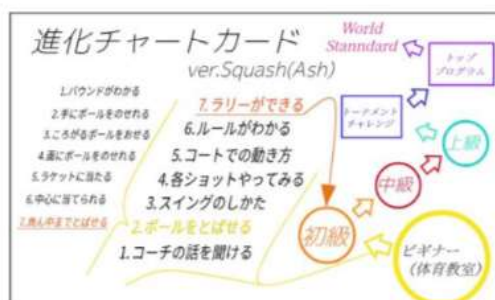 進化チャートカード
ver.Squash(Ash)
1.バウンドがわかる
2.手にボールをのせれる
3.ころがるボールをおせる
4.面にボールをのせれる
5.ラケットに当たる
6.中心に当てられる
7.真ん中までとばせる
7.ラリーができる
6.ルールがわかる
5.コートでの動き方
4.各ショットやってみる
3.スイングのしかた
2.ボールをとばせる
1.コーチの話を聞ける
World
Stanndard
トップ
プログラム
トーナメント
チャレンジ
上級
中級
初級
ビギナー
(体育教室)